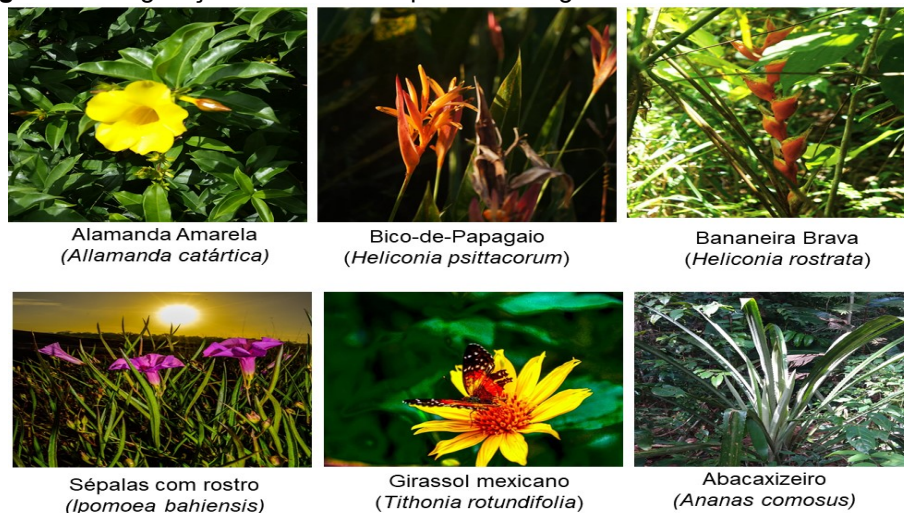 Alamanda Amarela
(Allamanda catártica)
Bico-de-Papagaio
(Heliconia psittacorum)
Bananeira Brava
(Heliconia rostrata)
Sépalas com rostro
(Ipomoea bahiensis)
Girassol mexicano
(Tithonia rotundifolia)
Abacaxizeiro
(Ananas comosus)